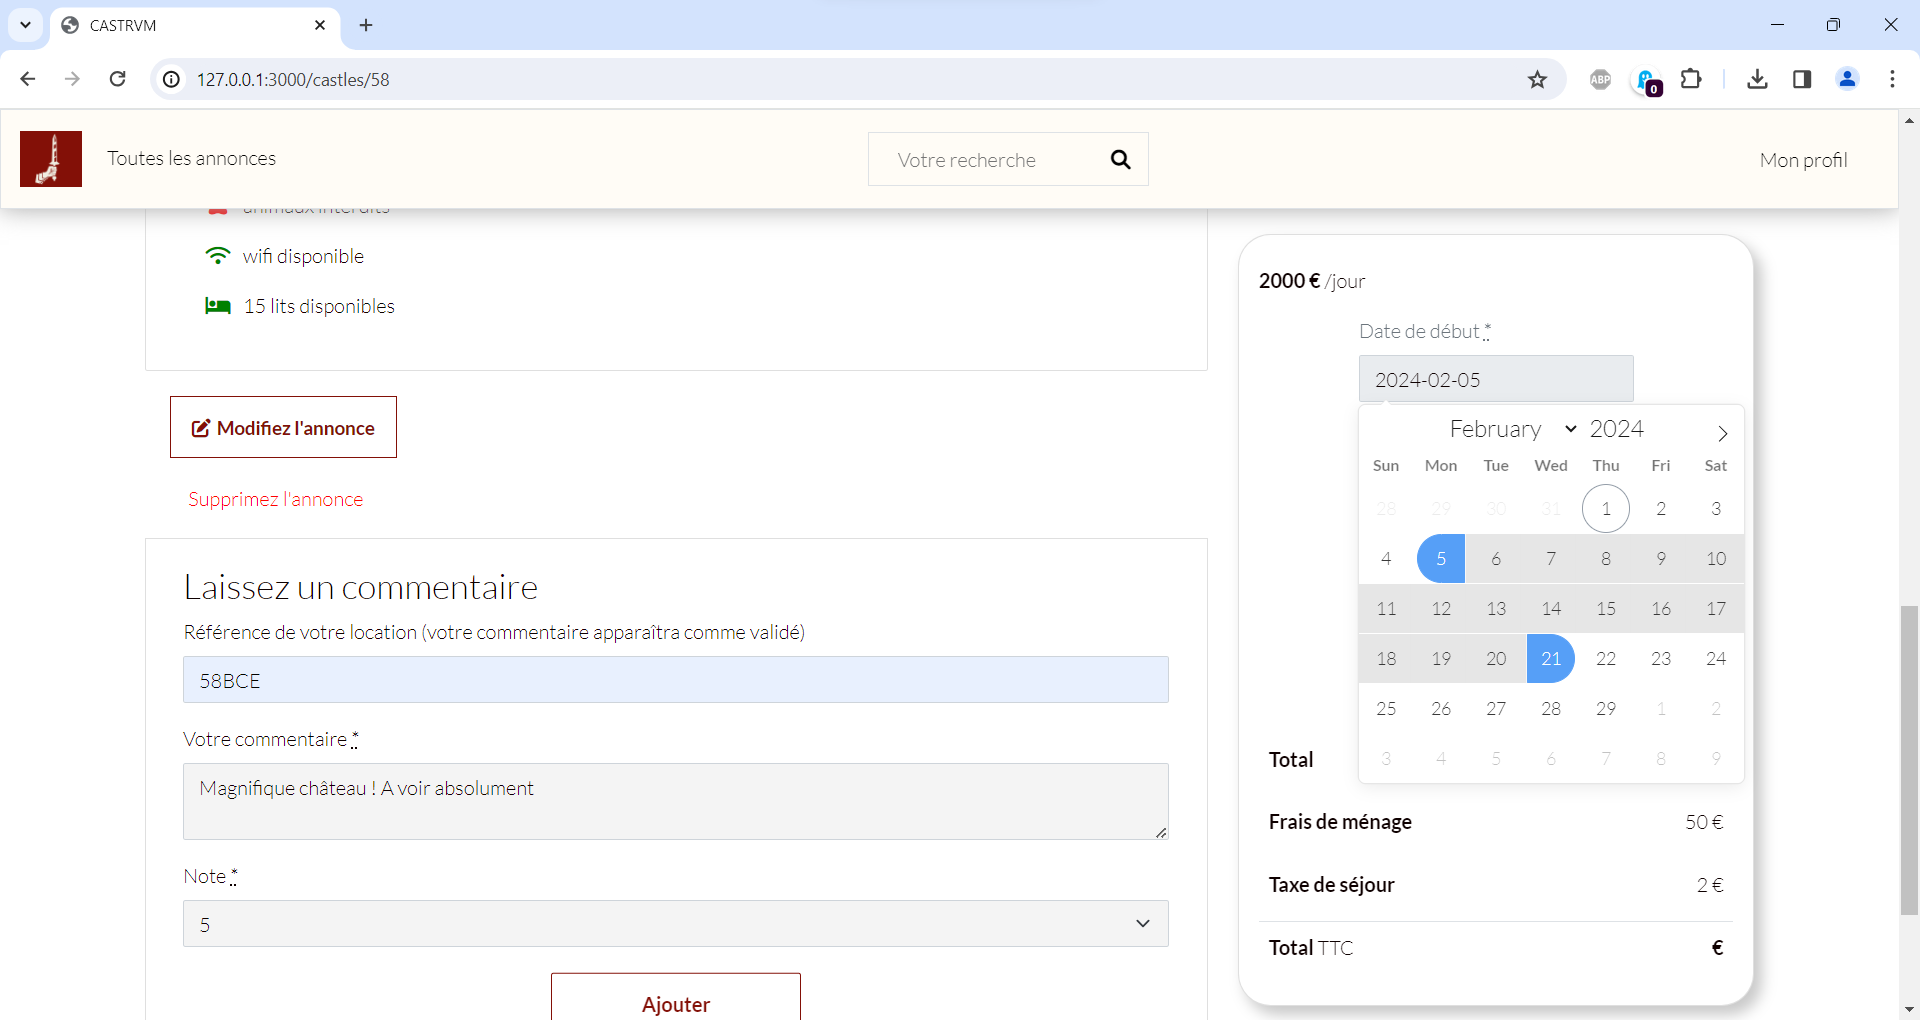 CASTRVM
127.0.0.1:3000/castles/58
ABP
0
Toutes les annonces
Votre recherche
Mon profil
animaux interdits
wifi disponible
15 lits disponibles
Modifiez l'annonce
Supprimez l'annonce
Laissez un commentaire
Référence de votre location (votre commentaire apparaîtra comme validé)
58BCE
Votre commentaire *
Magnifique château ! A voir absolument
Note *
5
Ajouter
2000 € /jour
Date de début *
2024-02-05
February 2024
Sun Mon Tue Wed Thu Fri Sat
28 29 30 31 1 2 3
4 5 6 7 8 9 10
11 12 13 14 15 16 17
18 19 20 21 22 23 24
25 26 27 28 29 1 2
3 4 5 6 7 8 9
Total
Frais de ménage 50 €
Taxe de séjour 2 €
Total TTC €